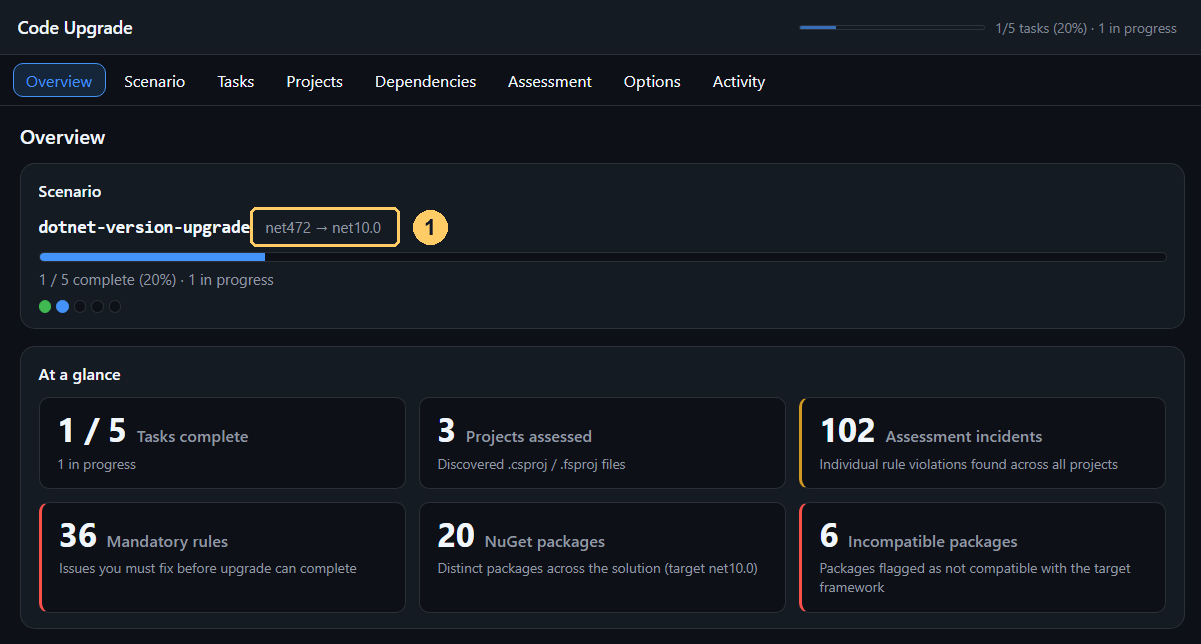 Code Upgrade
1/5 tasks (20%) · 1 in progress
Overview Scenario Tasks Projects Dependencies Assessment Options Activity
Overview
Scenario
dotnet-version-upgrade net472 → net10.0 1
1 / 5 complete (20%) · 1 in progress
At a glance
1 / 5 Tasks complete
1 in progress
3 Projects assessed
Discovered .csproj / .fsproj files
102 Assessment incidents
Individual rule violations found across all projects
36 Mandatory rules
Issues you must fix before upgrade can complete
20 NuGet packages
Distinct packages across the solution (target net10.0)
6 Incompatible packages
Packages flagged as not compatible with the target
framework